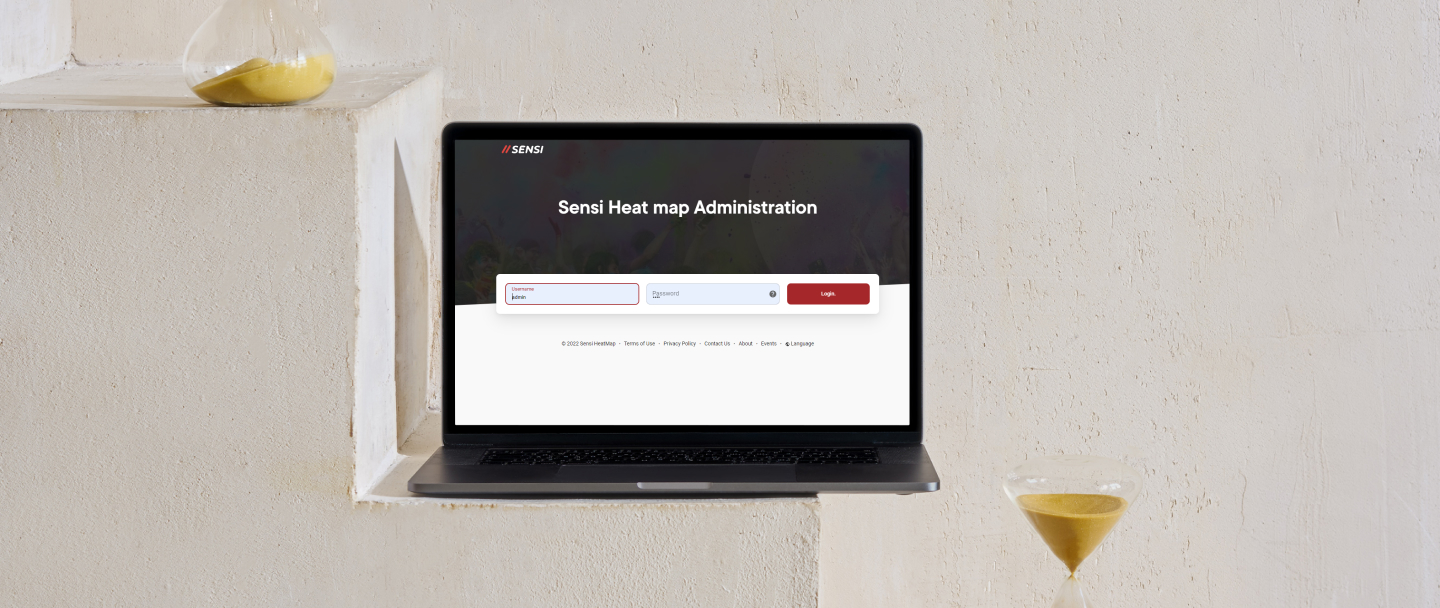 //SENSI
Sensi Heat map Administration
Username
admin
Password
Login.
© 2022 Sensi HeatMap - Terms of Use - Privacy Policy - Contact Us - About - Events - Language